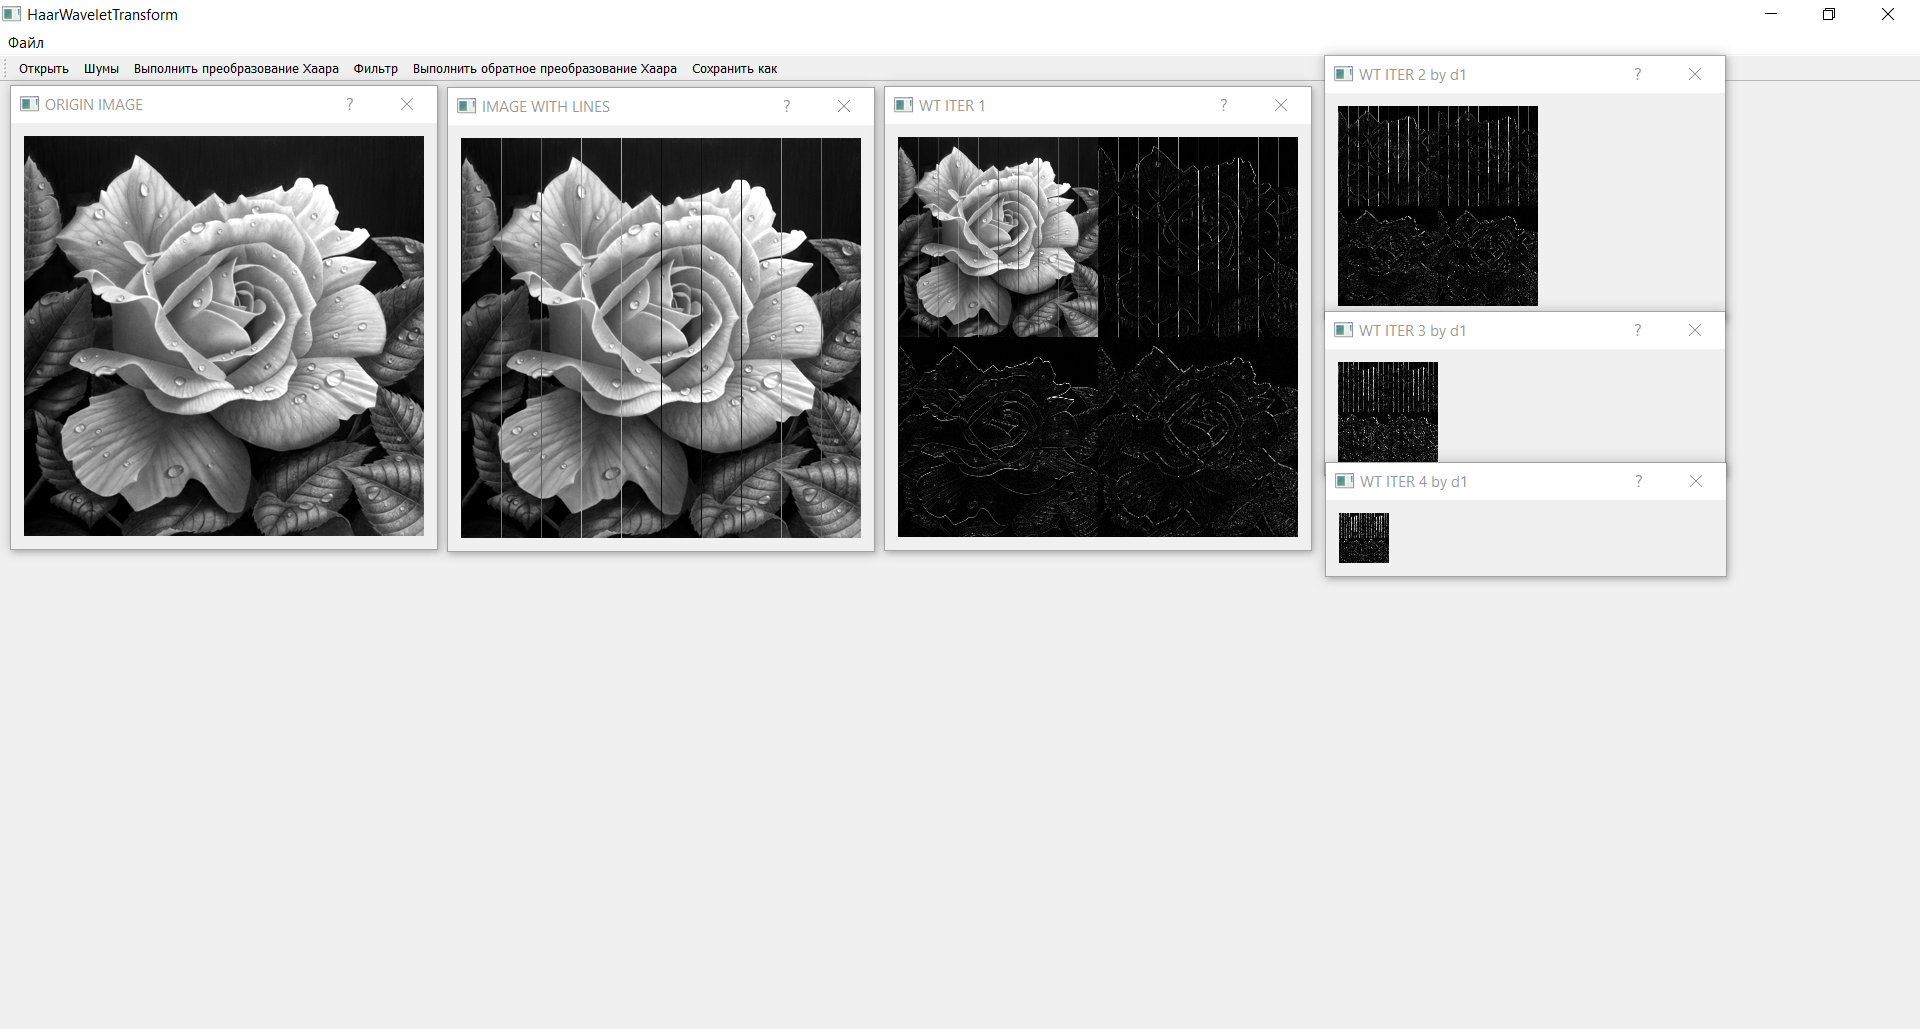 HaarWaveletTransform
Файл
Открыть Шумы Выполнить преобразование Хаара Фильтр Выполнить обратное преобразование Хаара Сохранить как
ORIGIN IMAGE ?
IMAGE WITH LINES ?
WT ITER 1 ?
WT ITER 2 by d1 ?
WT ITER 3 by d1 ?
WT ITER 4 by d1 ?